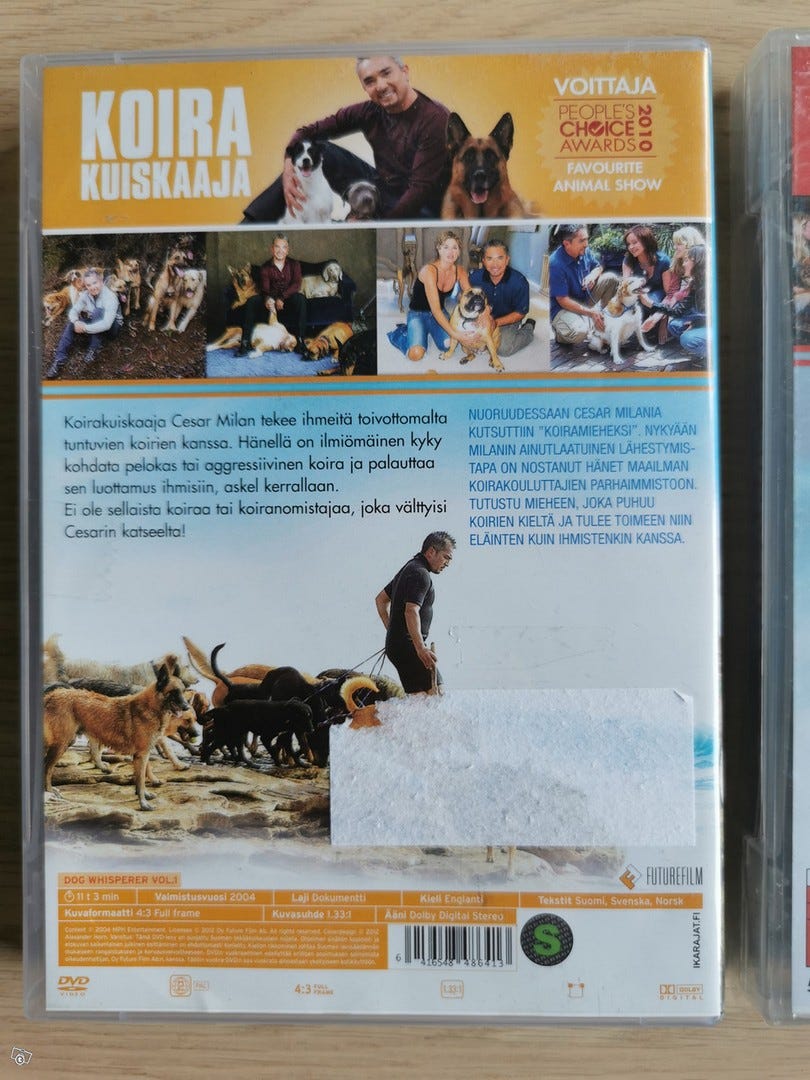 KOIRA
KUISKAAJA
VOITTAJA
PEOPLE'S
CHOICE
AWARDS
2010
FAVOURITE
ANIMAL SHOW
Koirakuiskaaja Cesar Milan tekee ihmeitä toivottomalta
tuntuvien koirien kanssa. Hänellä on ilmiömäinen kyky
kohdata pelokas tai aggressiivinen koira ja palauttaa
sen luottamus ihmisiin, askel kerrallaan.
Ei ole sellaista koiraa tai koiranomistajaa, joka välttyisi
Cesarin katseelta!
NUORUUDESSAAN CESAR MILANIA
KUTSUTTIIN "KOIRAMIEHEKSI". NYKYÄÄN
MILANIN AINUTLAATUINEN LÄHESTYMIS-
TAPA ON NOSTANUT HÄNET MAAILMAN
KOIRAKOULUTTAJIEN PARHAIMMISTOON.
TUTUSTU MIEHEEN, JOKA PUHUU
KOIRIEN KIELTÄ JA TULEE TOIMEEN NIIN
ELÄINTEN KUIN IHMISTENKIN KANSSA.
FUTUREFILM
DOG WHISPERER VOL.1
11 t 3 min
Valmistusvuosi 2004
Laji Dokumentti
Kieli Englanti
Tekstit Suomi, Svenska, Norsk
Kuvaformaatti 4:3 Full frame
Kuvasuhde 1.33:1
Ääni Dolby Digital Stereo
6 416548 486413
S
IKARAJAT.FI
DVD
VIDEO
2 PAL
4:3 FULL
FRAME
1.33:1
DOLBY
DIGITAL